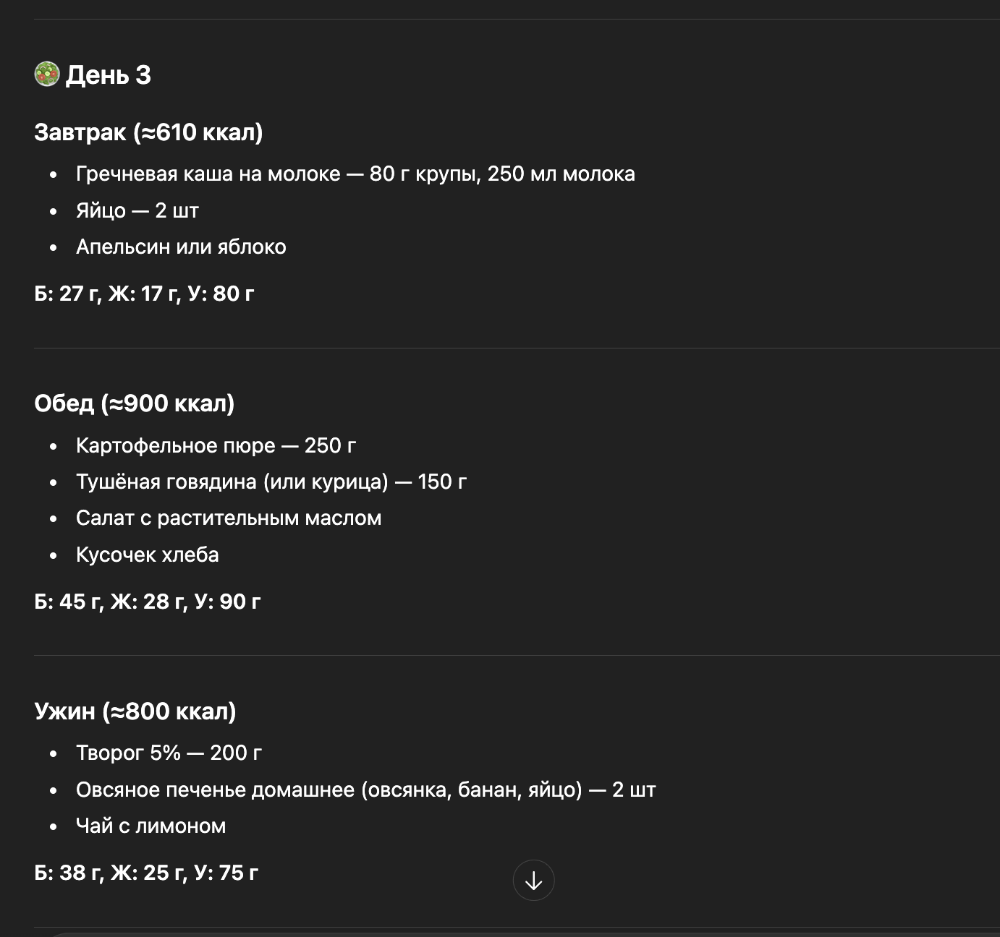 День 3
Завтрак (≈610 ккал)
• Гречневая каша на молоке — 80 г крупы, 250 мл молока
• Яйцо — 2 шт
• Апельсин или яблоко
Б: 27 г, Ж: 17 г, У: 80 г
Обед (≈900 ккал)
• Картофельное пюре — 250 г
• Тушёная говядина (или курица) — 150 г
• Салат с растительным маслом
• Кусочек хлеба
Б: 45 г, Ж: 28 г, У: 90 г
Ужин (≈800 ккал)
• Творог 5% — 200 г
• Овсяное печенье домашнее (овсянка, банан, яйцо) — 2 шт
• Чай с лимоном
Б: 38 г, Ж: 25 г, У: 75 г